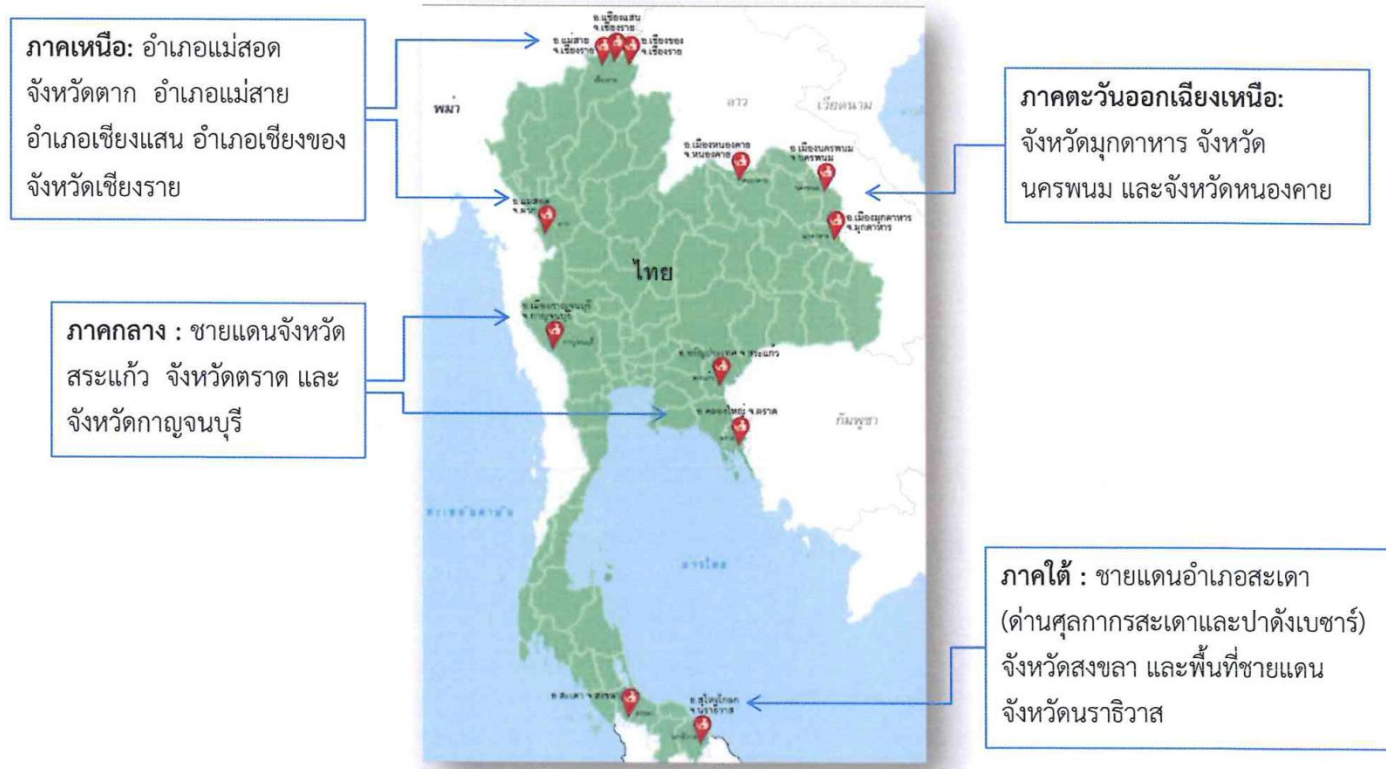 ภาคเหนือ: อำเภอแม่สอด
จังหวัดตาก อำเภอแม่สาย
อำเภอเชียงแสน อำเภอเชียงของ
จังหวัดเชียงราย
อ.เชียงแสน
จ.เชียงราย
อ.แม่สาย
จ.เชียงราย
อ.เชียงของ
จ.เชียงราย
พม่า
ลาว
เวียดนาม
ภาคตะวันออกเฉียงเหนือ:
จังหวัดมุกดาหาร จังหวัด
นครพนม และจังหวัดหนองคาย
อ.เมืองหนองคาย
จ.หนองคาย
อ.เมืองนครพนม
จ.นครพนม
อ.แม่สอด
จ.ตาก
อ.เมืองมุกดาหาร
จ.มุกดาหาร
ไทย
ภาคกลาง : ชายแดนจังหวัด
สระแก้ว จังหวัดตราด และ
จังหวัดกาญจนบุรี
อ.เมืองกาญจนบุรี
จ.กาญจนบุรี
กาญจนบุรี
อ.อรัญประเทศ จ.สระแก้ว
อ.คลองใหญ่ จ.ตราด
กัมพูชา
ทะเลอันดามัน
อ่าวไทย
ภาคใต้ : ชายแดนอำเภอสะเดา
(ด่านศุลกากรสะเดาและปาดังเบซาร์)
จังหวัดสงขลา และพื้นที่ชายแดน
จังหวัดนราธิวาส
อ.สะเดา จ.สงขลา
อ.สุไหงโกลก
จ.นราธิวาส